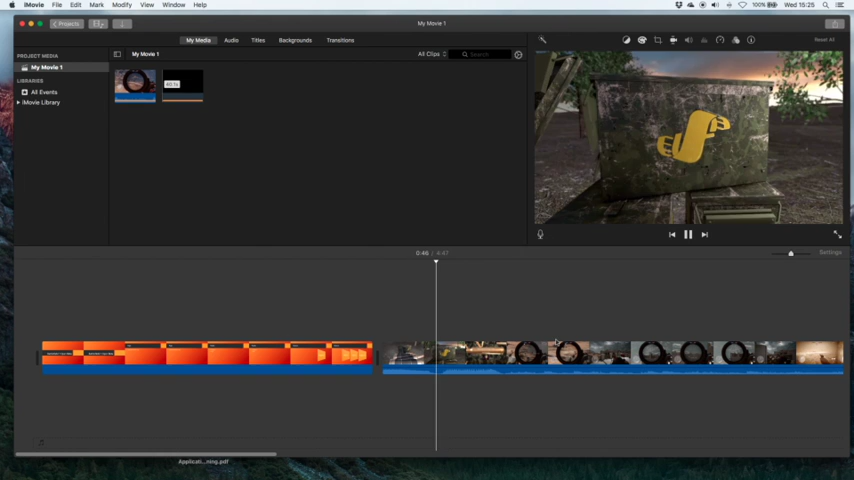 iMovie File Edit Mark Modify View Window Help
100% Wed 15:25
Projects
My Movie 1
My Media Audio Titles Backgrounds Transitions
Reset All
PROJECT MEDIA
My Movie 1
LIBRARIES
All Events
iMovie Library
My Movie 1
All Clips
Search
0:46 / 4:47
Settings
Applicati...ning.pdf